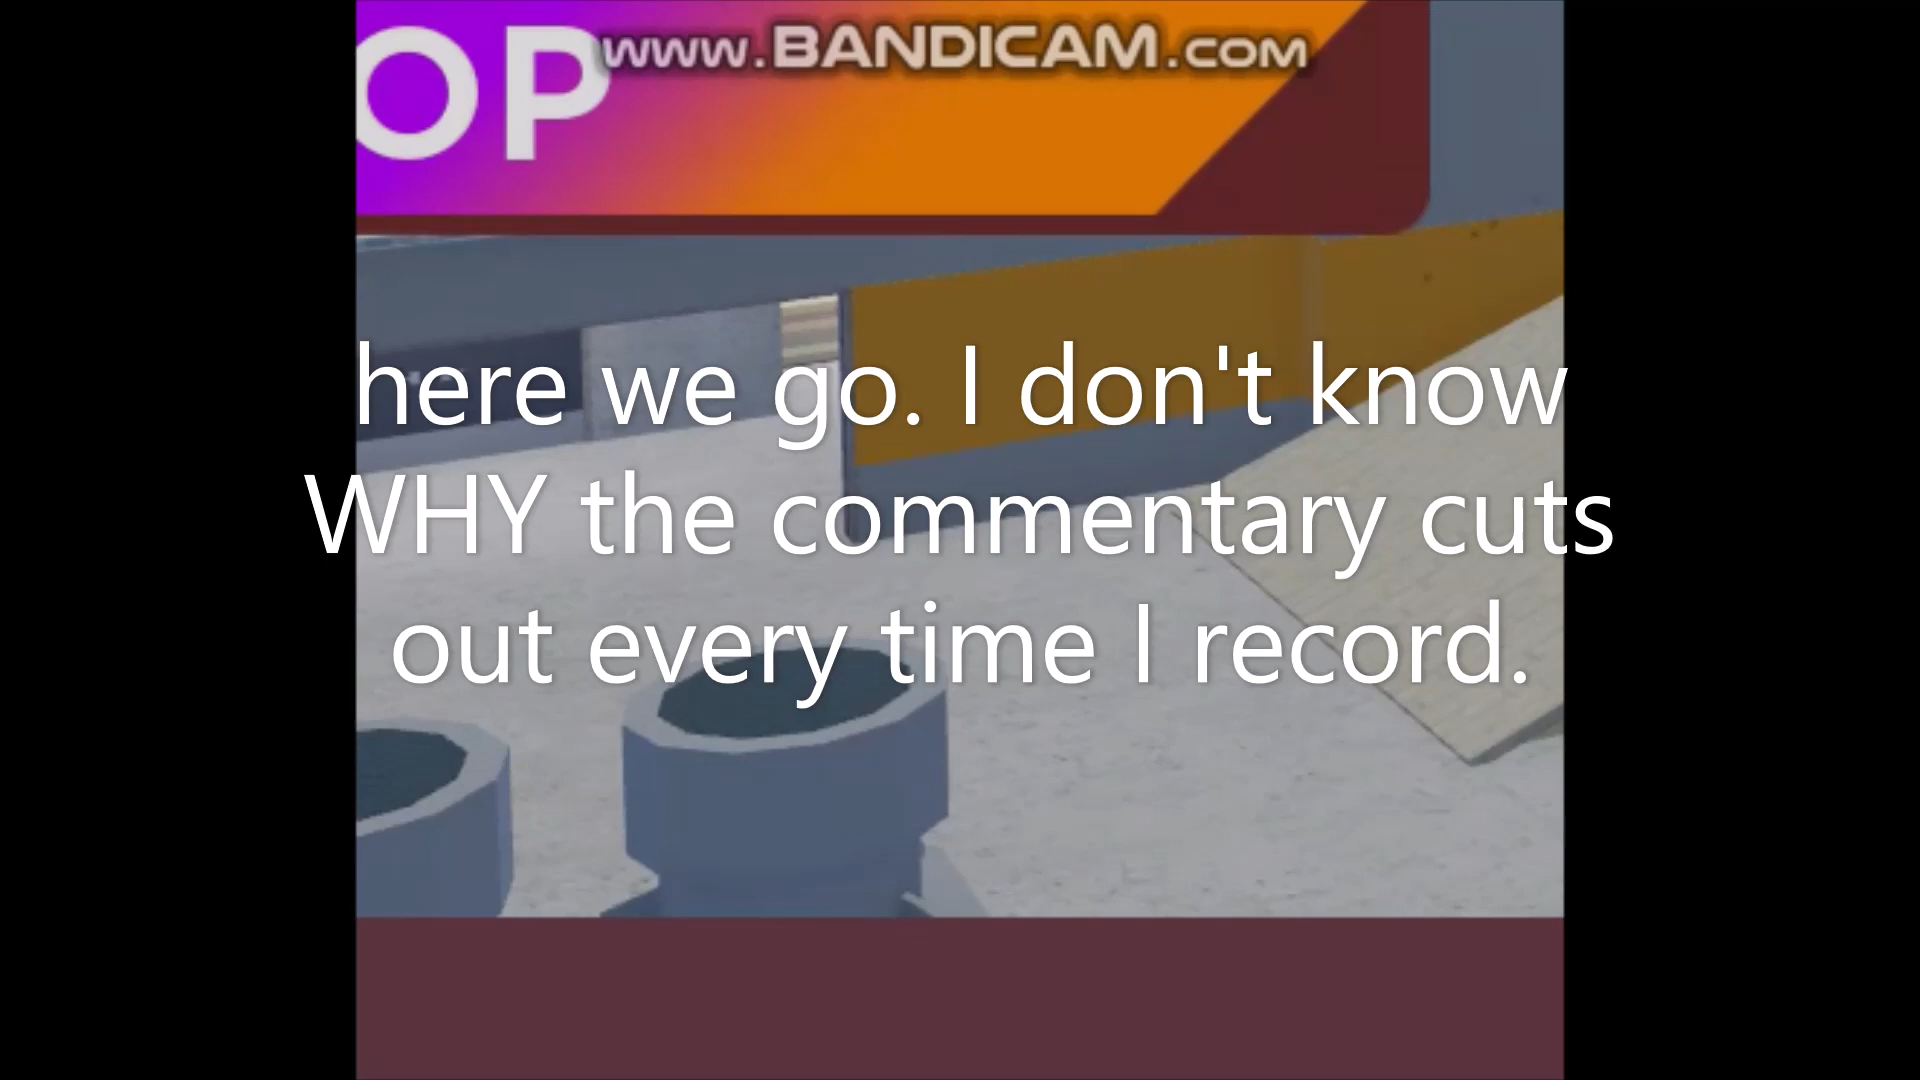 OP
www.BANDICAM.com
here we go. I don't know
WHY the commentary cuts
out every time I record.